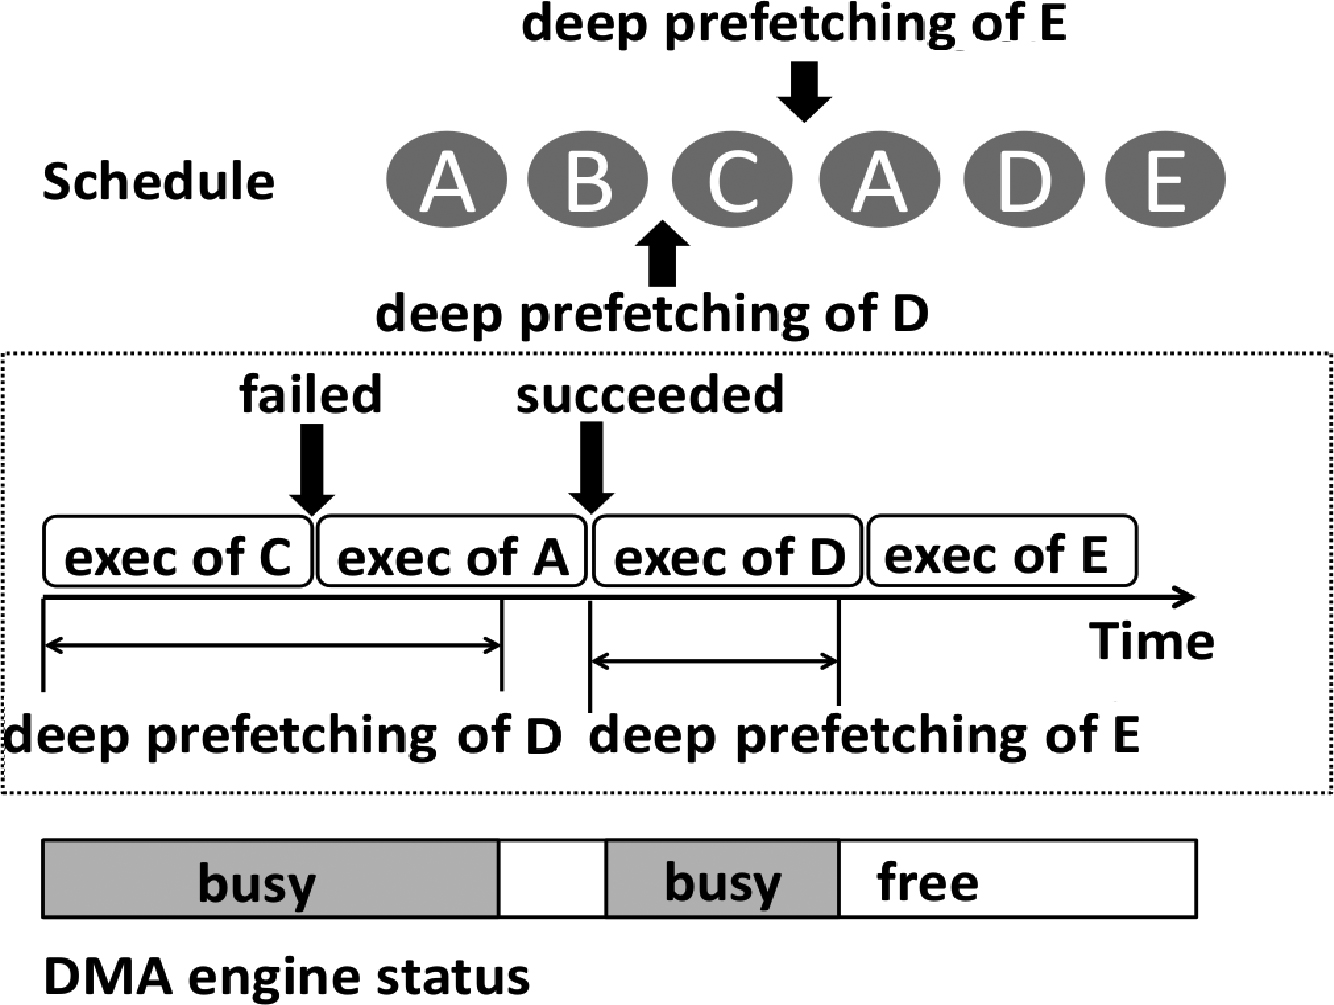 deep prefetching of E
Schedule A B C A D E
deep prefetching of D
failed succeeded
exec of C exec of A exec of D exec of E
Time
deep prefetching of D deep prefetching of E
busy busy free
DMA engine status